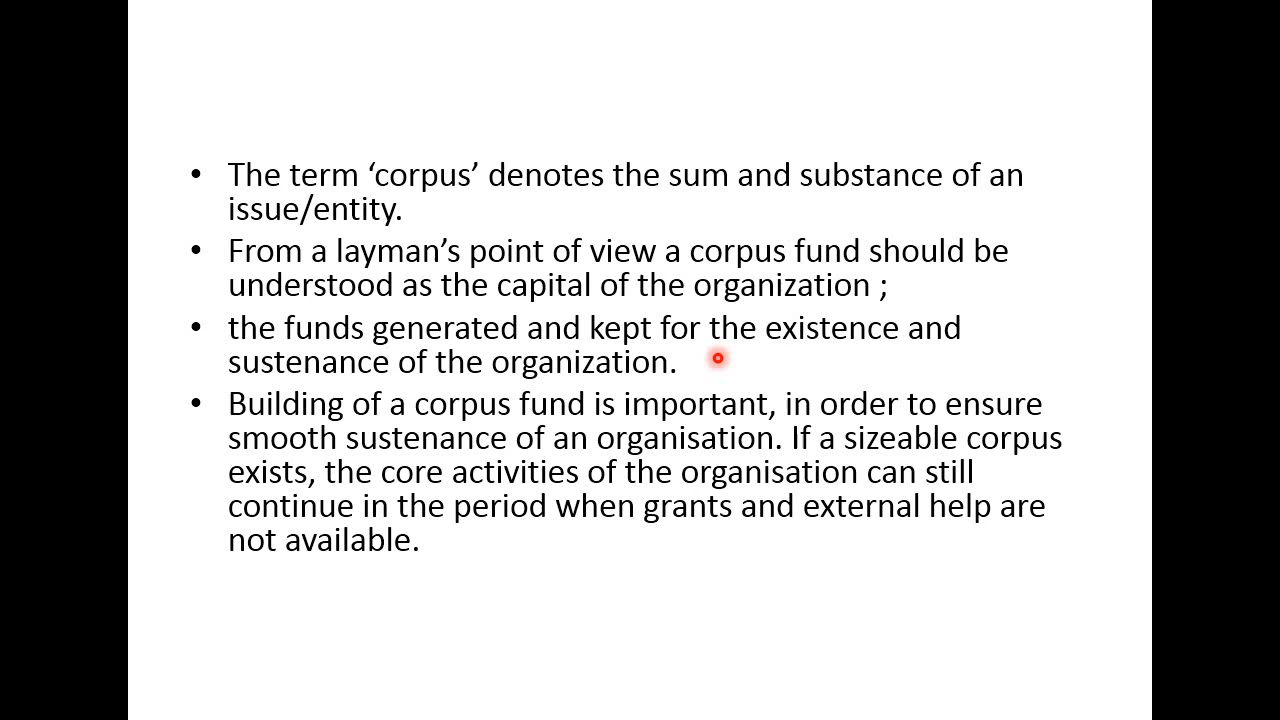 • The term ‘corpus’ denotes the sum and substance of an
issue/entity.
• From a layman’s point of view a corpus fund should be
understood as the capital of the organization ;
• the funds generated and kept for the existence and
sustenance of the organization.
• Building of a corpus fund is important, in order to ensure
smooth sustenance of an organisation. If a sizeable corpus
exists, the core activities of the organisation can still
continue in the period when grants and external help are
not available.